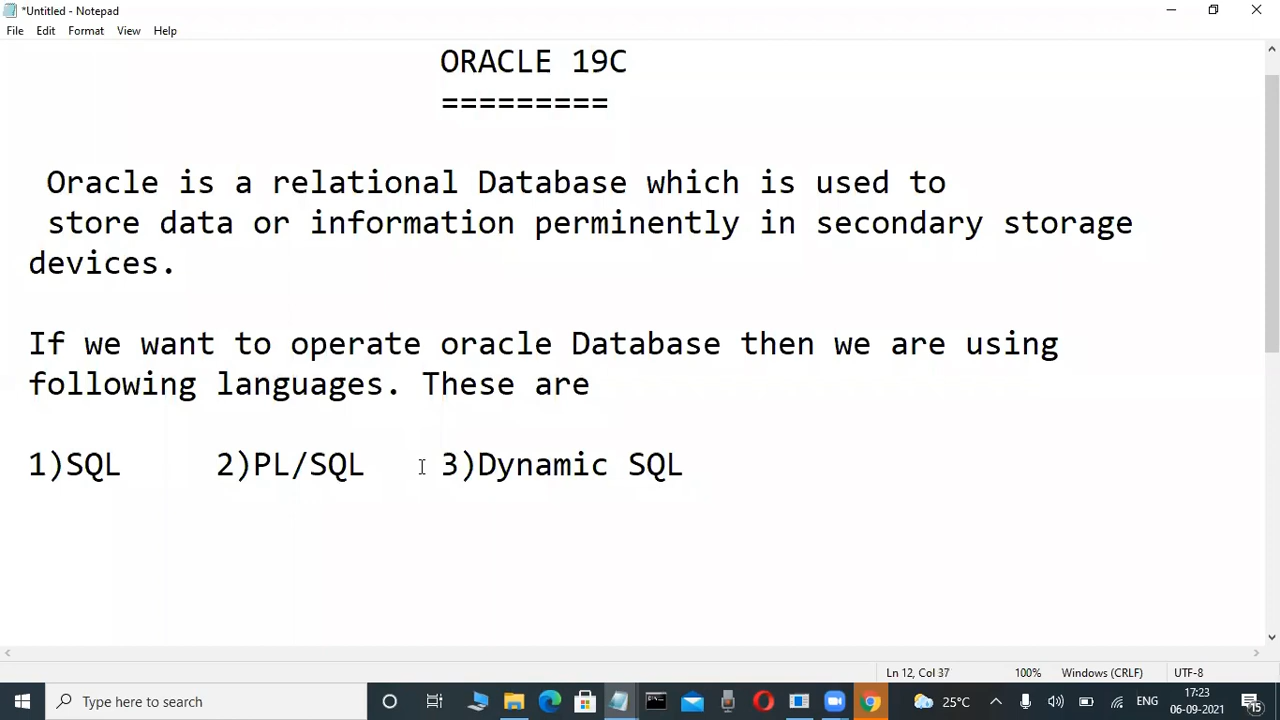 *Untitled - Notepad
File Edit Format View Help
ORACLE 19C
=========
Oracle is a relational Database which is used to
store data or information perminently in secondary storage
devices.
If we want to operate oracle Database then we are using
following languages. These are
1)SQL 2)PL/SQL 3)Dynamic SQL
Ln 12, Col 37 100% Windows (CRLF) UTF-8
Type here to search 25°C ENG 17:23
06-09-2021 15